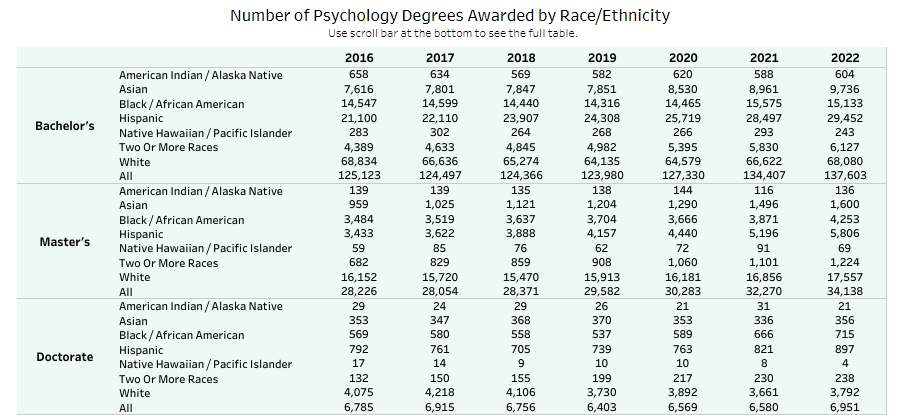 Number of Psychology Degrees Awarded by Race/Ethnicity
Use scroll bar at the bottom to see the full table.
2016 2017 2018 2019 2020 2021 2022
Bachelor's
American Indian / Alaska Native 658 634 569 582 620 588 604
Asian 7,616 7,801 7,847 7,851 8,530 8,961 9,736
Black / African American 14,547 14,599 14,440 14,316 14,465 15,575 15,133
Hispanic 21,100 22,110 23,907 24,308 25,719 28,497 29,452
Native Hawaiian / Pacific Islander 283 302 264 268 266 293 243
Two Or More Races 4,389 4,633 4,845 4,982 5,395 5,830 6,127
White 68,834 66,636 65,274 64,135 64,579 66,622 68,080
All 125,123 124,497 124,366 123,980 127,330 134,407 137,603
Master's
American Indian / Alaska Native 139 139 135 138 144 116 136
Asian 959 1,025 1,121 1,204 1,290 1,496 1,600
Black / African American 3,484 3,519 3,637 3,704 3,666 3,871 4,253
Hispanic 3,433 3,622 3,888 4,157 4,440 5,196 5,806
Native Hawaiian / Pacific Islander 59 85 76 62 72 91 69
Two Or More Races 682 829 859 908 1,060 1,101 1,224
White 16,152 15,720 15,470 15,913 16,181 16,856 17,557
All 28,226 28,054 28,371 29,582 30,283 32,270 34,138
Doctorate
American Indian / Alaska Native 29 24 29 26 21 31 21
Asian 353 347 368 370 353 336 356
Black / African American 569 580 558 537 589 666 715
Hispanic 792 761 705 739 763 821 897
Native Hawaiian / Pacific Islander 17 14 9 10 10 8 4
Two Or More Races 132 150 155 199 217 230 238
White 4,075 4,218 4,106 3,730 3,892 3,661 3,792
All 6,785 6,915 6,756 6,403 6,569 6,580 6,951